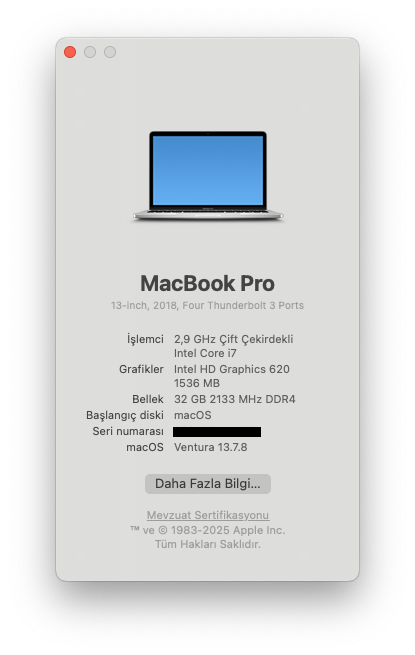 MacBook Pro
13-inch, 2018, Four Thunderbolt 3 Ports
İşlemci 2,9 GHz Çift Çekirdekli
Intel Core i7
Grafikler Intel HD Graphics 620
1536 MB
Bellek 32 GB 2133 MHz DDR4
Başlangıç diski macOS
Seri numarası
macOS Ventura 13.7.8
Daha Fazla Bilgi...
Mevzuat Sertifikasyonu
™ ve © 1983-2025 Apple Inc.
Tüm Hakları Saklıdır.